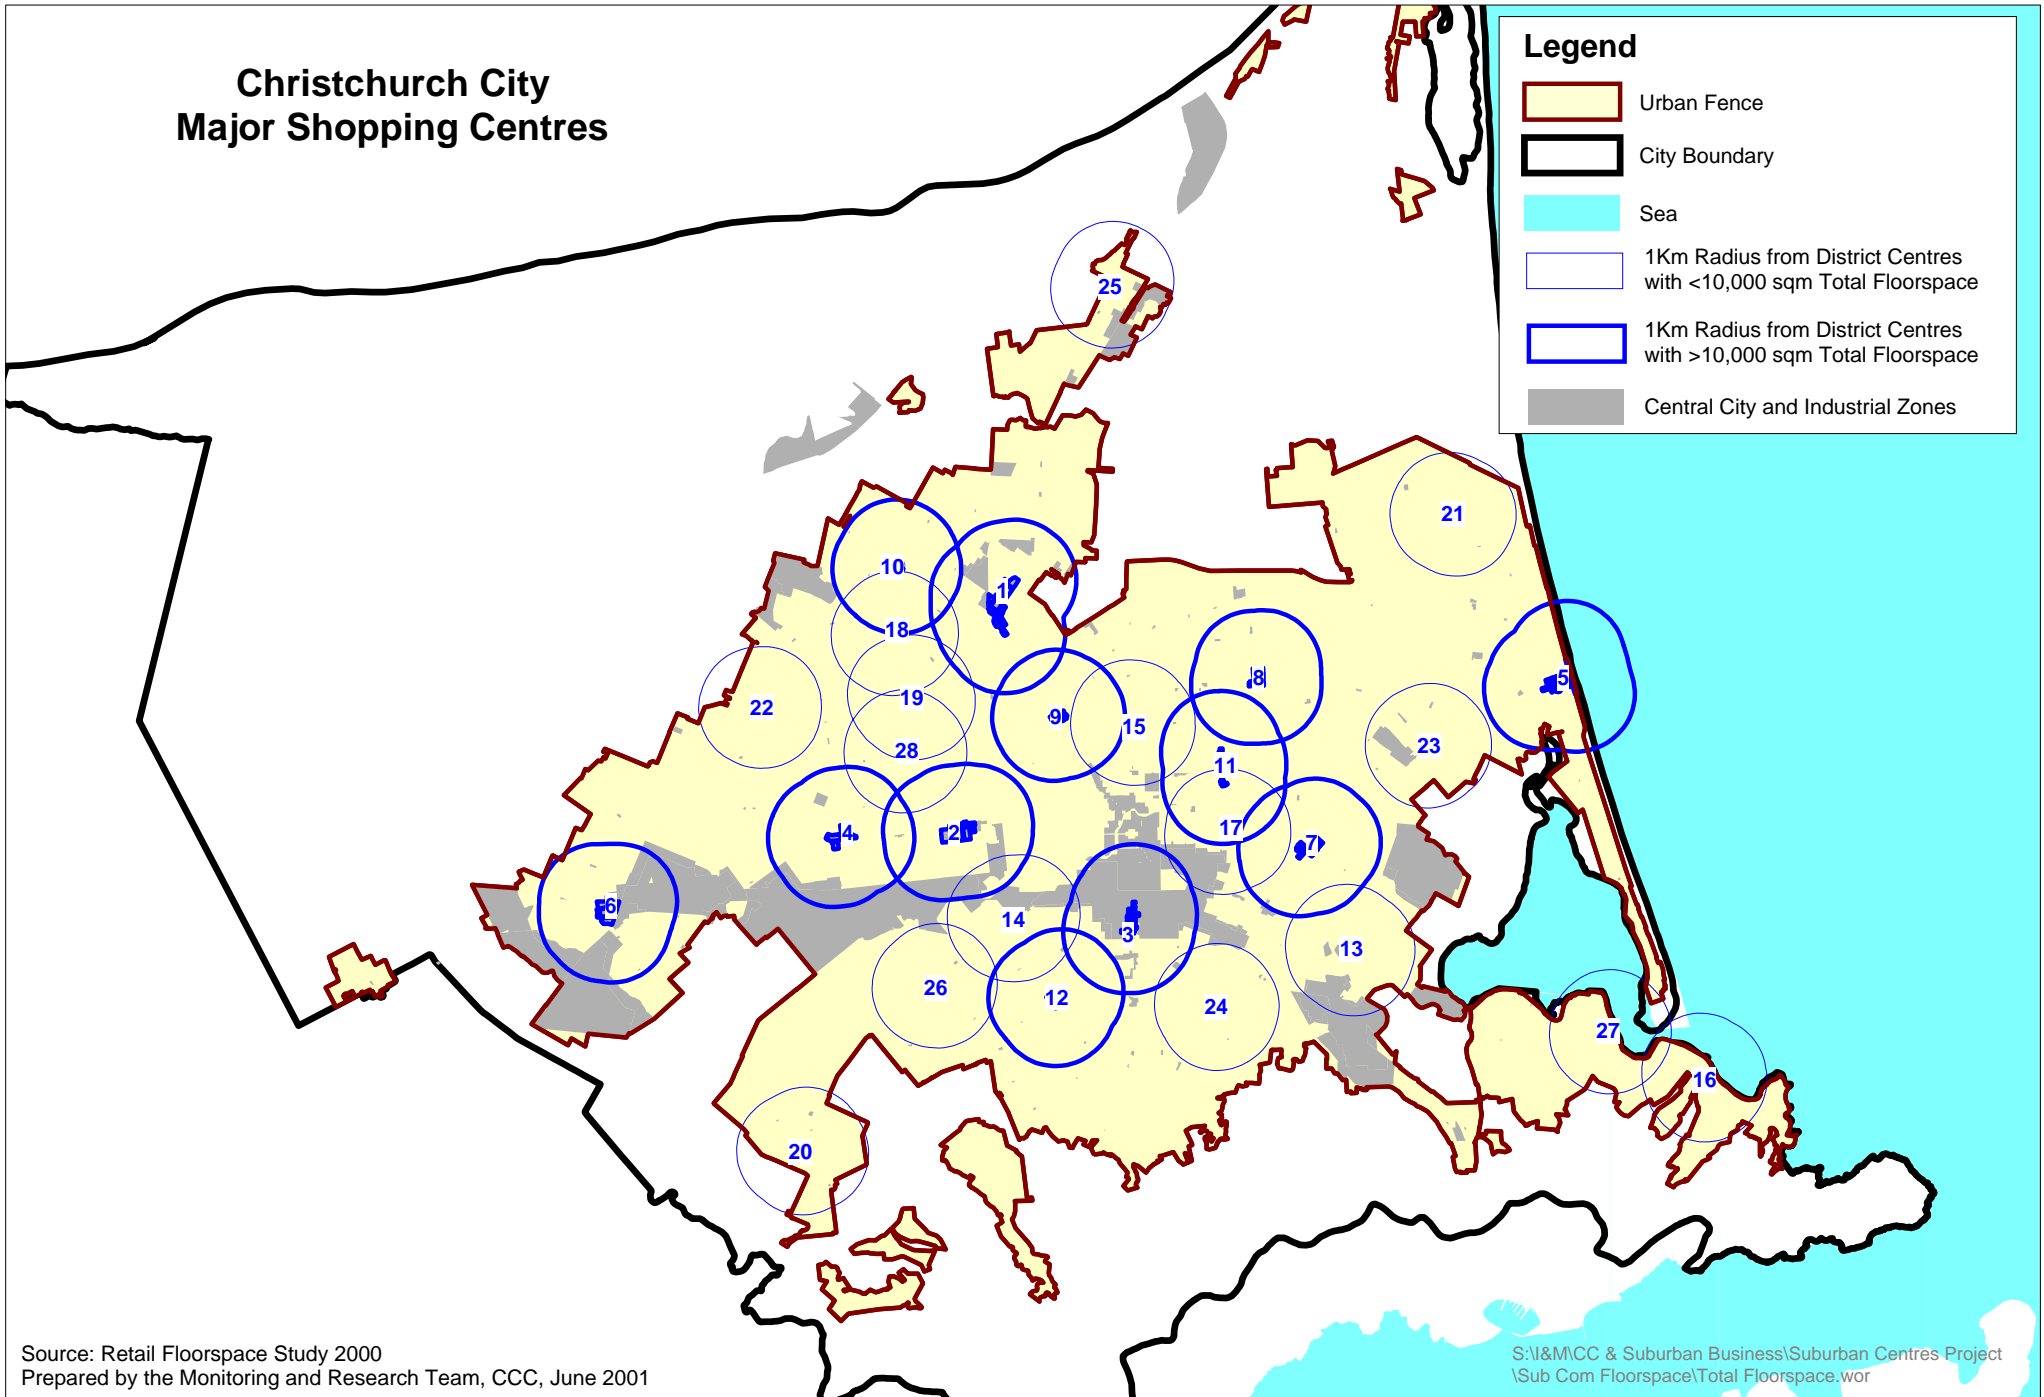 Christchurch City
Major Shopping Centres
Legend
Urban Fence
City Boundary
Sea
1Km Radius from District Centres
with <10,000 sqm Total Floorspace
1Km Radius from District Centres
with >10,000 sqm Total Floorspace
Central City and Industrial Zones
25
21
10
1
18
8
5
19
22
9
15
23
28
11
4
2
17
7
6
14
3
13
26
12
24
27
16
20
Source: Retail Floorspace Study 2000
Prepared by the Monitoring and Research Team, CCC, June 2001
S:\I&M\CC & Suburban Business\Suburban Centres Project
\Sub Com Floorspace\Total Floorspace.wor